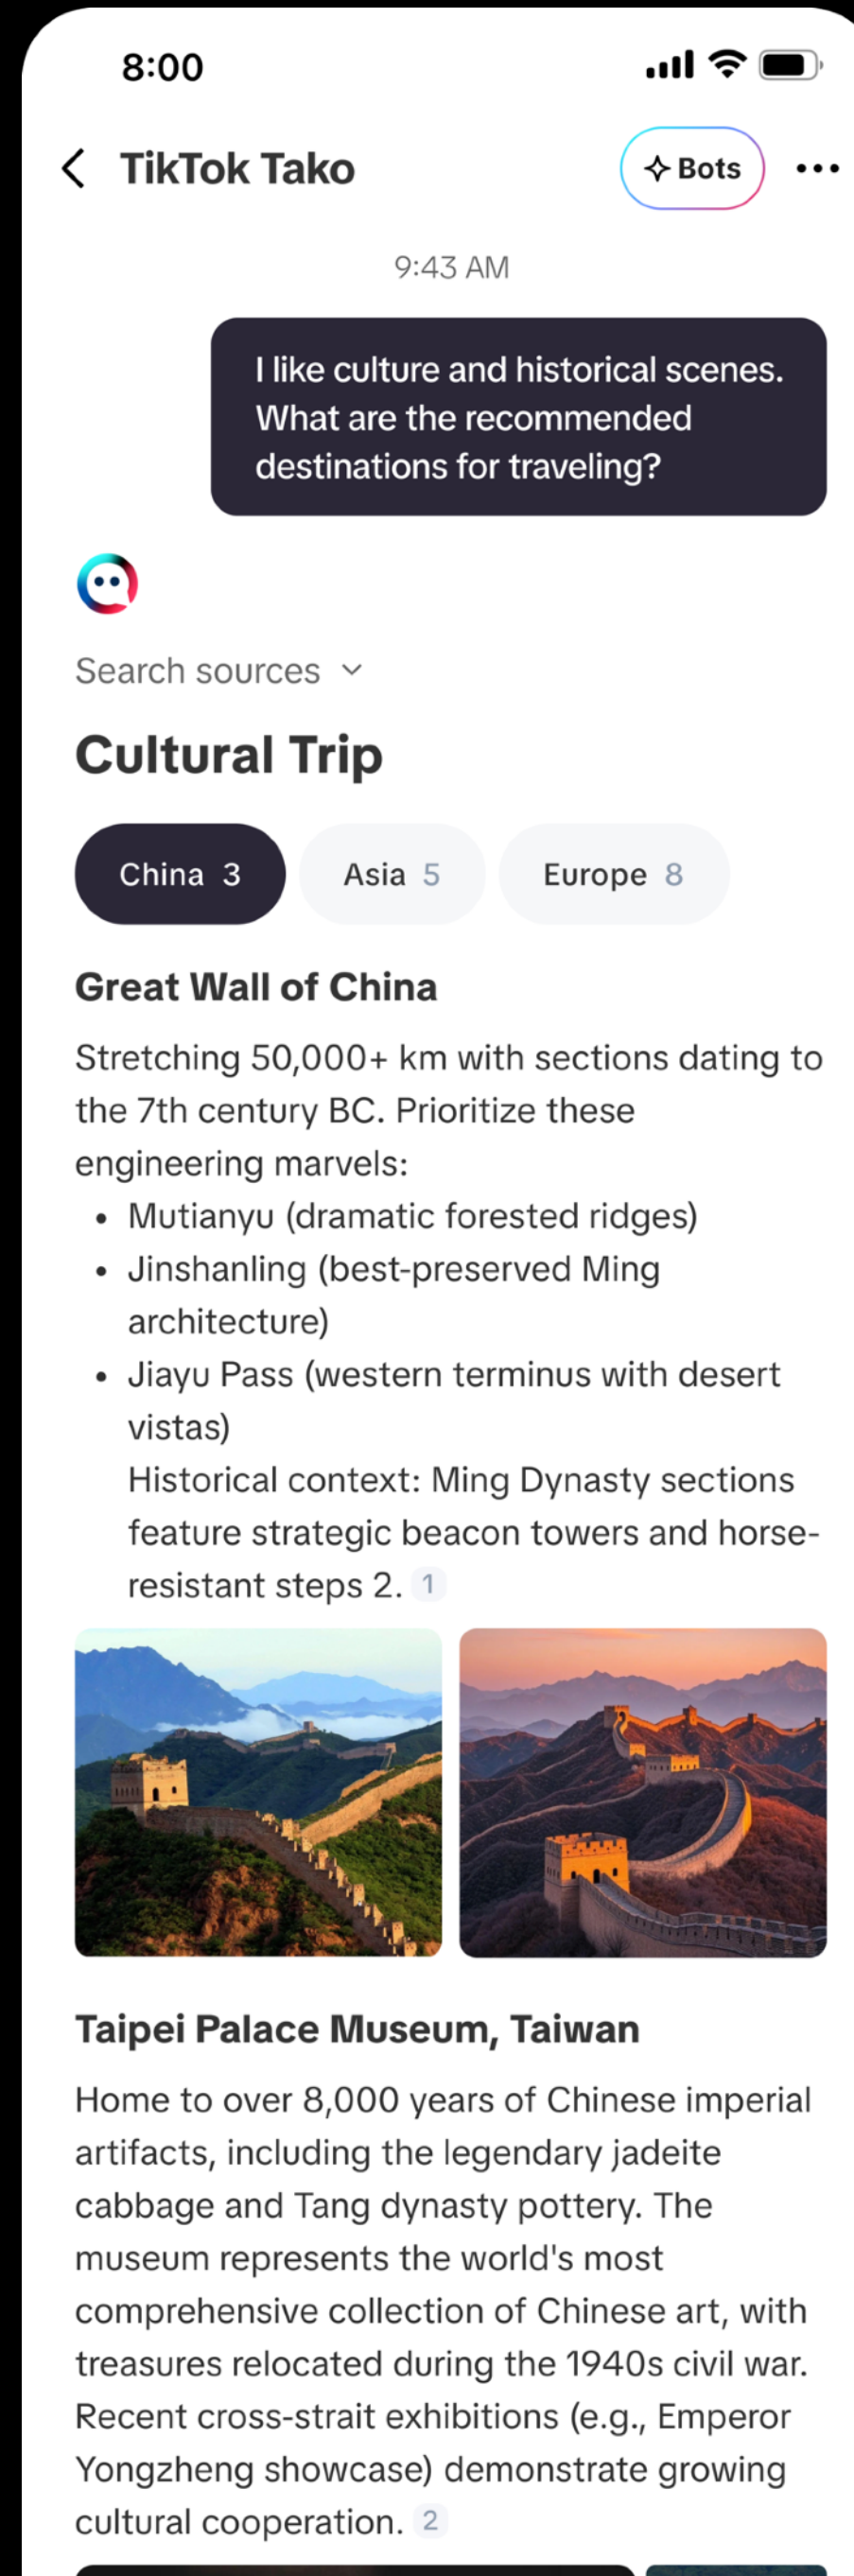 8:00
TikTok Tako
Bots
9:43 AM
I like culture and historical scenes.
What are the recommended
destinations for traveling?
Search sources
Cultural Trip
China 3
Asia 5
Europe 8
Great Wall of China
Stretching 50,000+ km with sections dating to
the 7th century BC. Prioritize these
engineering marvels:
• Mutianyu (dramatic forested ridges)
• Jinshanling (best-preserved Ming
architecture)
• Jiayu Pass (western terminus with desert
vistas)
Historical context: Ming Dynasty sections
feature strategic beacon towers and horse-
resistant steps 2. 1
Taipei Palace Museum, Taiwan
Home to over 8,000 years of Chinese imperial
artifacts, including the legendary jadeite
cabbage and Tang dynasty pottery. The
museum represents the world's most
comprehensive collection of Chinese art, with
treasures relocated during the 1940s civil war.
Recent cross-strait exhibitions (e.g., Emperor
Yongzheng showcase) demonstrate growing
cultural cooperation. 2